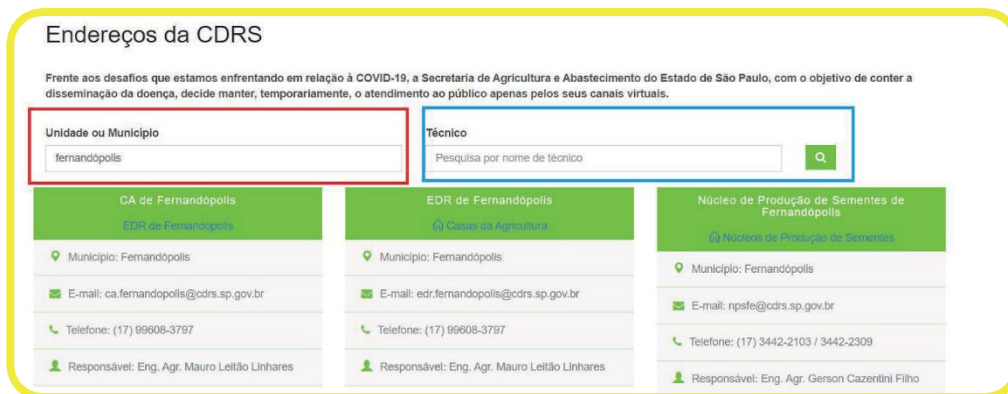 Endereços da CDRS
Frente aos desafios que estamos enfrentando em relação à COVID-19, a Secretaria de Agricultura e Abastecimento do Estado de São Paulo, com o objetivo de conter a
disseminação da doença, decide manter, temporariamente, o atendimento ao público apenas pelos seus canais virtuais.
Unidade ou Município
fernandópolis
Técnico
Pesquisa por nome de técnico
CA de Fernandópolis
EDR de Fernandópolis
Município: Fernandópolis
E-mail: ca.fernandopolis@cdrs.sp.gov.br
Telefone: (17) 99608-3797
Responsável: Eng. Agr. Mauro Leitão Linhares
EDR de Fernandópolis
Casas da Agricultura
Município: Fernandópolis
E-mail: edr.fernandopolis@cdrs.sp.gov.br
Telefone: (17) 99608-3797
Responsável: Eng. Agr. Mauro Leitão Linhares
Núcleo de Produção de Sementes de
Fernandópolis
Núcleos de Produção de Sementes
Município: Fernandópolis
E-mail: npsfe@cdrs.sp.gov.br
Telefone: (17) 3442-2103 / 3442-2309
Responsável: Eng. Agr. Gerson Cazentini Filho